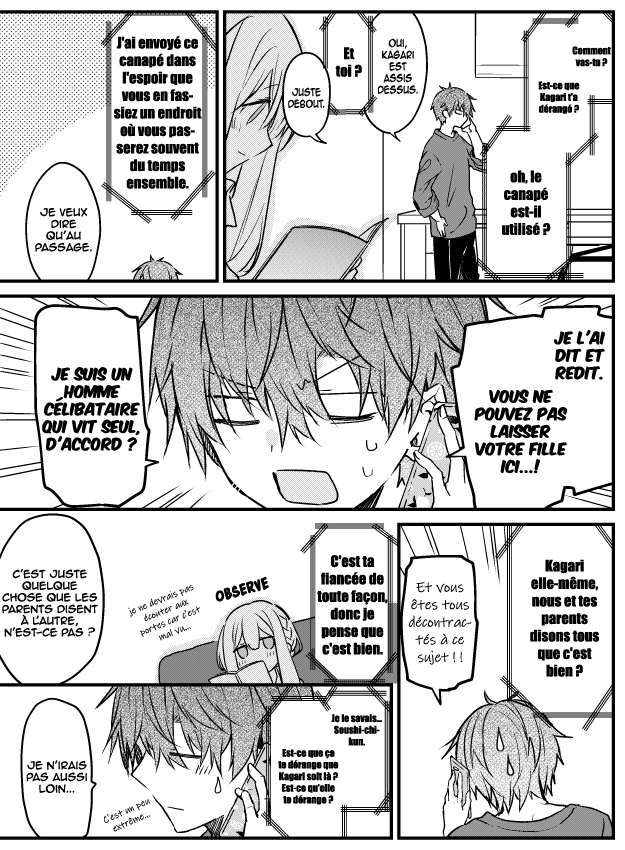 Comment
vas-tu ?
Est-ce que
Kagari t'a
dérangé ?
oh, le
canapé
est-il
utilisé ?
OUI,
KAGARI
EST
ASSIS
DESSUS.
Et
toi ?
JUSTE
DEBOUT.
J'ai envoyé ce
canapé dans
l'espoir que
vous en fas-
siez un endroit
où vous pas-
serez souvent
du temps
ensemble.
JE VEUX
DIRE
QU'AU
PASSAGE.
JE L'AI
DIT ET
REDIT.
VOUS NE
POUVEZ PAS
LAISSER
VOTRE FILLE
ICI...!
JE SUIS UN
HOMME
CÉLIBATAIRE
QUI VIT SEUL,
D'ACCORD ?
Kagari
elle-même,
nous et tes
parents
disons tous
que c'est
bien ?
Et vous
êtes tous
décontrac-
tés à ce
sujet ! !
C'est ta
fiancée de
toute façon,
donc je
pense que
c'est bien.
OBSERVE
je ne devrais pas
écouter aux
portes car c'est
mal vu...
C'EST JUSTE
QUELQUE
CHOSE QUE LES
PARENTS DISENT
À L'AUTRE,
N'EST-CE PAS ?
Je le savais...
Soushi-chi-
kun.
Est-ce que ça
te dérange que
Kagari soit là ?
Est-ce qu'elle
te dérange ?
JE N'IRAIS
PAS AUSSI
LOIN...
C'est un peu
extrême...